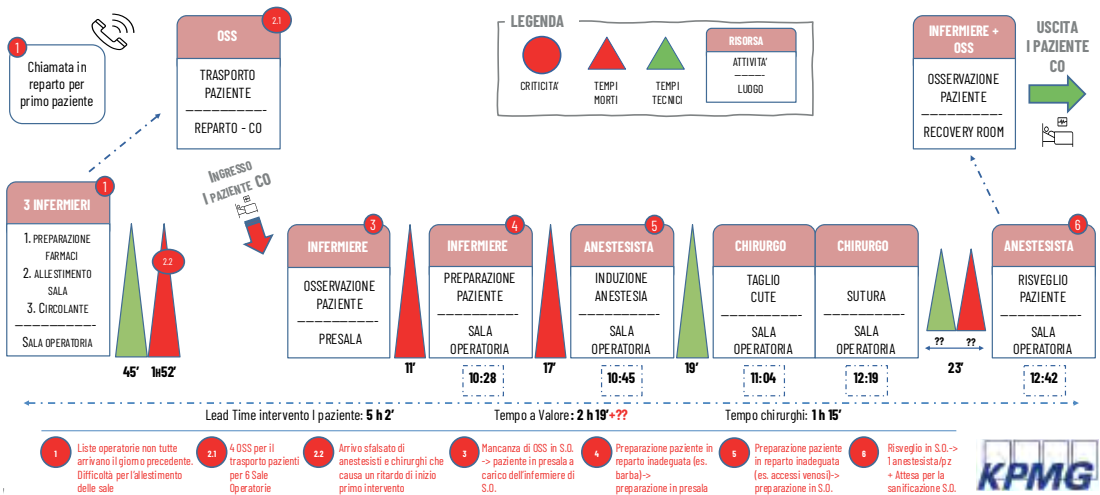 1
Chiamata in
reparto per
primo paziente
2.1
OSS
TRASPORTO
PAZIENTE
REPARTO - CO
LEGENDA
CRITICITA'
TEMPI
MORTI
TEMPI
TECNICI
RISORSA
ATTIVITA'
LUOGO
INFERMIERE +
OSS
OSSERVAZIONE
PAZIENTE
RECOVERY ROOM
USCITA
I PAZIENTE
CO
INGRESSO
I PAZIENTE CO
1
3 INFERMIERI
1. PREPARAZIONE
FARMACI
2. ALLESTIMENTO
SALA
3. CIRCOLANTE
SALA OPERATORIA
2.2
45'
1H52'
3
INFERMIERE
OSSERVAZIONE
PAZIENTE
PRESALA
11'
4
INFERMIERE
PREPARAZIONE
PAZIENTE
SALA
OPERATORIA
10:28
17'
5
ANESTESISTA
INDUZIONE
ANESTESIA
SALA
OPERATORIA
10:45
19'
CHIRURGO
TAGLIO
CUTE
SALA
OPERATORIA
11:04
CHIRURGO
SUTURA
SALA
OPERATORIA
12:19
??
??
23'
6
ANESTESISTA
RISVEGLIO
PAZIENTE
SALA
OPERATORIA
12:42
Lead Time intervento I paziente: 5 h 2'
Tempo a Valore: 2 h 19'+??
Tempo chirurghi: 1 h 15'
1
Liste operatorie non tutte
arrivano il giorno precedente.
Difficoltà per l'allestimento
delle sale
2.1
4 OSS per il
trasporto pazienti
per 6 Sale
Operatorie
2.2
Arrivo sfalsato di
anestesisti e chirurghi che
causa un ritardo di inizio
primo intervento
3
Mancanza di OSS in S.O.
-> paziente in presala a
carico dell'infermiere di
S.O.
4
Preparazione paziente in
reparto inadeguata (es.
barba)->
preparazione in presala
5
Preparazione paziente
in reparto inadeguata
(es. accessi venosi)->
preparazione in S.O.
6
Risveglio in S.O.->
1 anestesista/pz
+ Attesa per la
sanificazione S.O.
KPMG